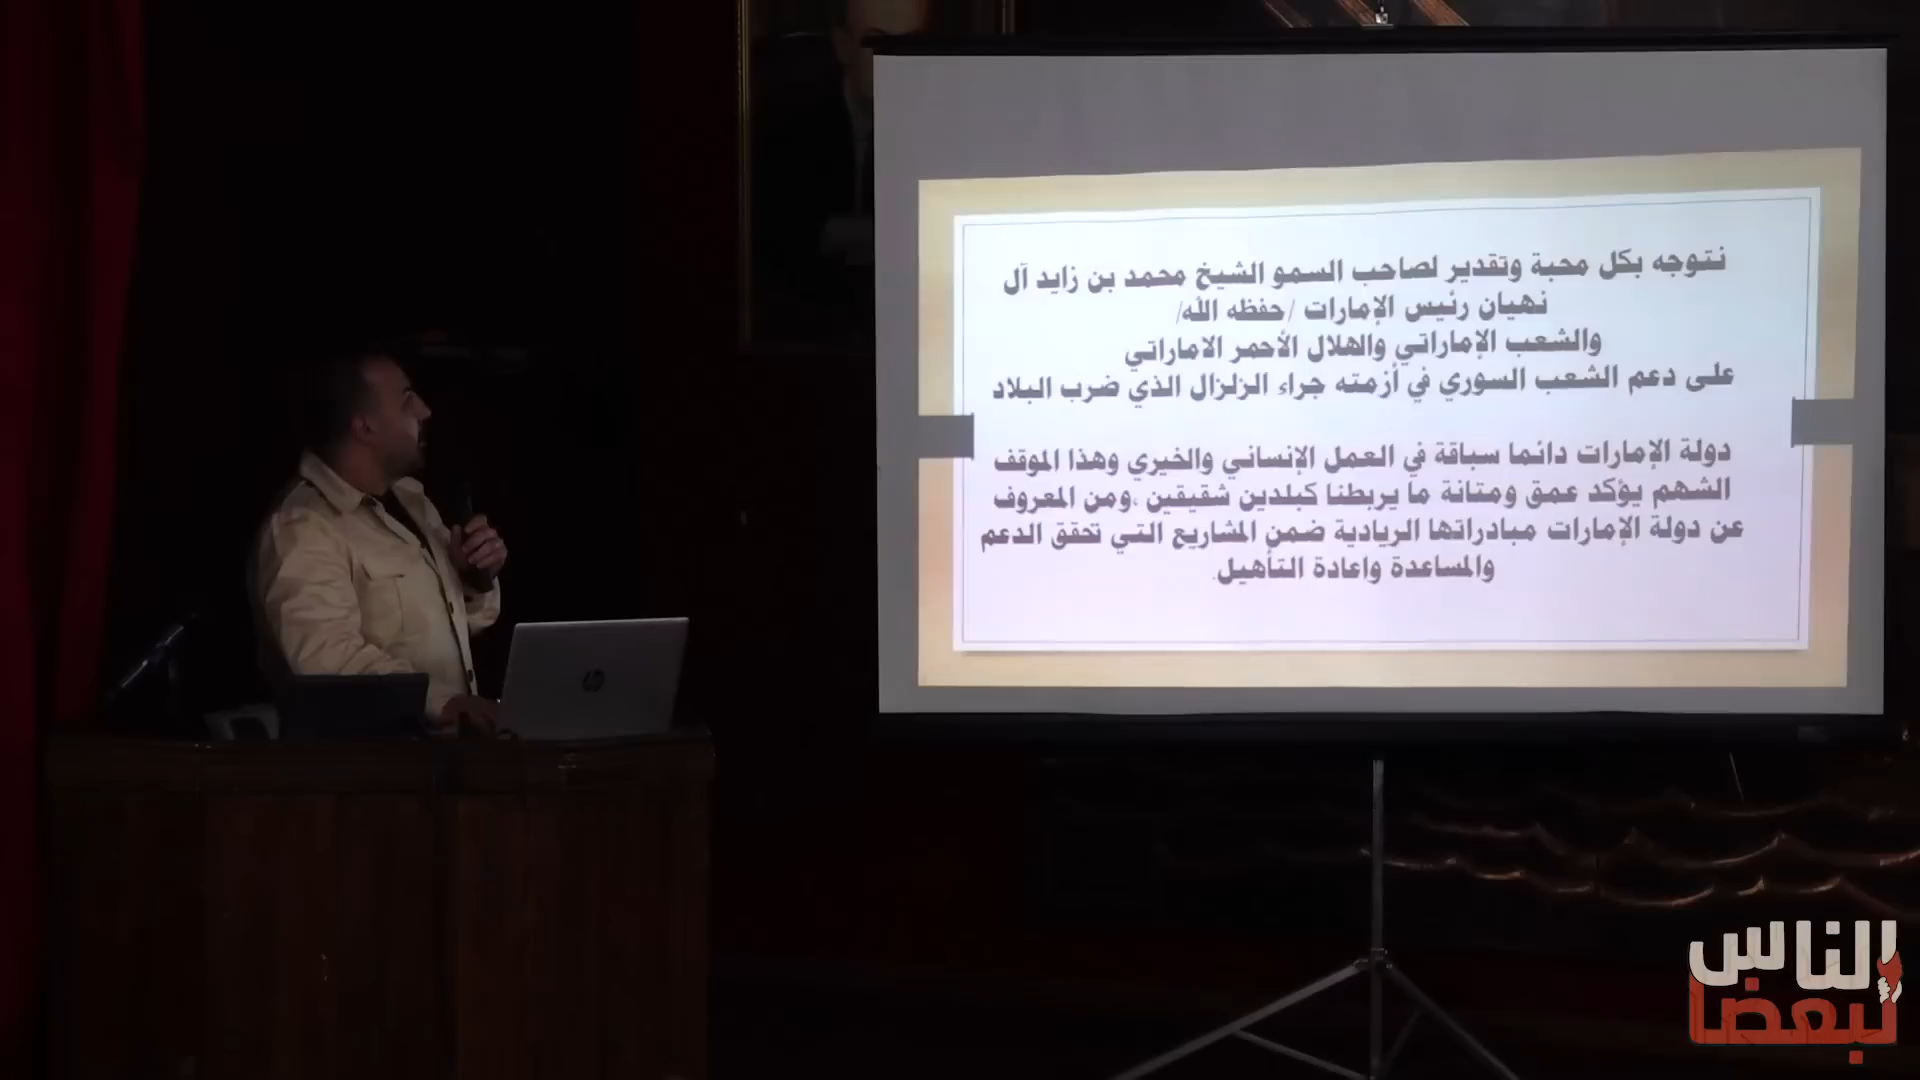 نتوجه بكل محبة وتقدير لصاحب السمو الشيخ محمد بن زايد آل
نهيان رئيس الإمارات /حفظه الله/
والشعب الإماراتي والهلال الأحمر الاماراتي
على دعم الشعب السوري في أزمته جراء الزلزال الذي ضرب البلاد
دولة الإمارات دائما سباقة في العمل الإنساني والخيري وهذا الموقف
الشهم يؤكد عمق ومتانة ما يربطنا كبلدين شقيقين ،ومن المعروف
عن دولة الإمارات مبادراتها الريادية ضمن المشاريع التي تحقق الدعم
والمساعدة واعادة التأهيل.
hp
الناس
لبعضا